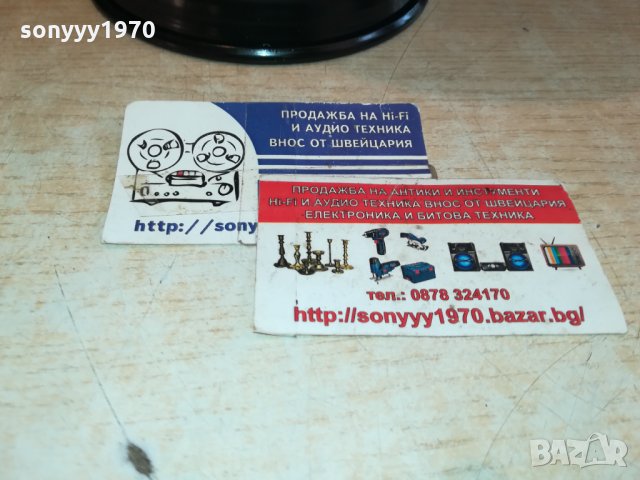 sonyyy1970
ПРОДАЖБА НА Hi-Fi
И АУДИО ТЕХНИКА
ВНОС ОТ ШВЕЙЦАРИЯ
http://sony
ПРОДАЖБА НА АНТИКИ И ИНСТРМЕНТИ
Hi-Fi И АУДИО ТЕХНИКА ВНОС ОТ ШВЕЙЦАРИЯ
ЕЛЕКТРОНИКА И БИТОВА ТЕХНИКА
тел.: 0878 324170
http://sonyyy1970.bazar.bg/
BAZAR